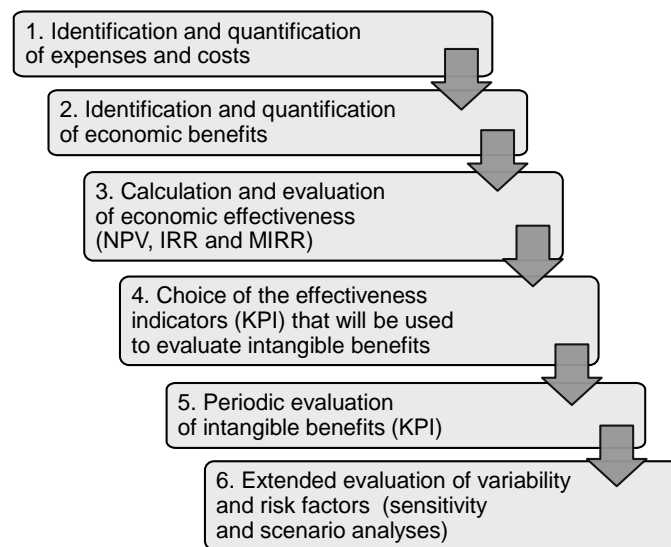 1. Identification and quantification
of expenses and costs
2. Identification and quantification
of economic benefits
3. Calculation and evaluation
of economic effectiveness
(NPV, IRR and MIRR)
4. Choice of the effectiveness
indicators (KPI) that will be used
to evaluate intangible benefits
5. Periodic evaluation
of intangible benefits (KPI)
6. Extended evaluation of variability
and risk factors (sensitivity
and scenario analyses)